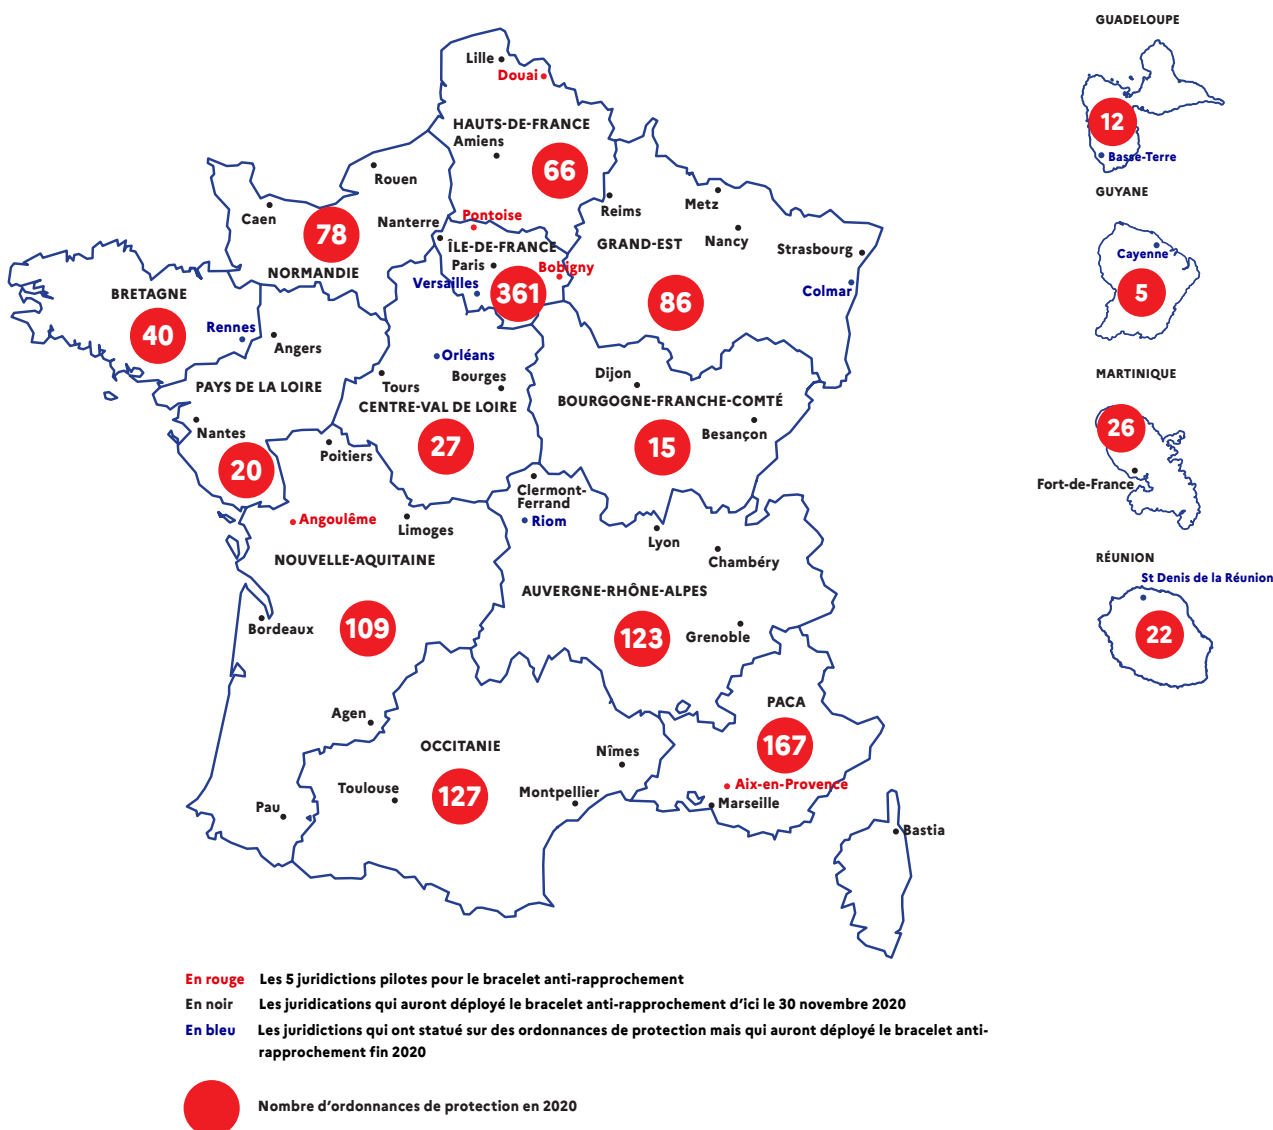 GUADELOUPE
Lille
Douai
HAUTS-DE-FRANCE
Amiens
66
12
Basse-Terre
Rouen
GUYANE
Caen
Reims
Metz
78
Nanterre
Pontoise
NORMANDIE
ÎLE-DE-FRANCE
GRAND-EST
Nancy
Strasbourg
Paris
Bobigny
Versailles
361
Colmar
86
Cayenne
5
BRETAGNE
40
Rennes
Angers
Orléans
PAYS DE LA LOIRE
Tours
Bourges
Dijon
MARTINIQUE
CENTRE-VAL DE LOIRE
BOURGOGNE-FRANCHE-COMTÉ
Nantes
27
15
Besançon
26
20
Poitiers
Clermont-
Ferrand
Fort-de-France
Angoulême
Limoges
Riom
Lyon
NOUVELLE-AQUITAINE
Chambéry
RÉUNION
St Denis de la Réunion
AUVERGNE-RHÔNE-ALPES
Bordeaux
109
123
Grenoble
22
Agen
PACA
OCCITANIE
Nîmes
167
Toulouse
127
Montpellier
Aix-en-Provence
Marseille
Pau
Bastia
En rouge Les 5 juridictions pilotes pour le bracelet anti-rapprochement
En noir Les juridications qui auront déployé le bracelet anti-rapprochement d'ici le 30 novembre 2020
En bleu Les juridictions qui ont statué sur des ordonnances de protection mais qui auront déployé le bracelet anti-
rapprochement fin 2020
Nombre d'ordonnances de protection en 2020